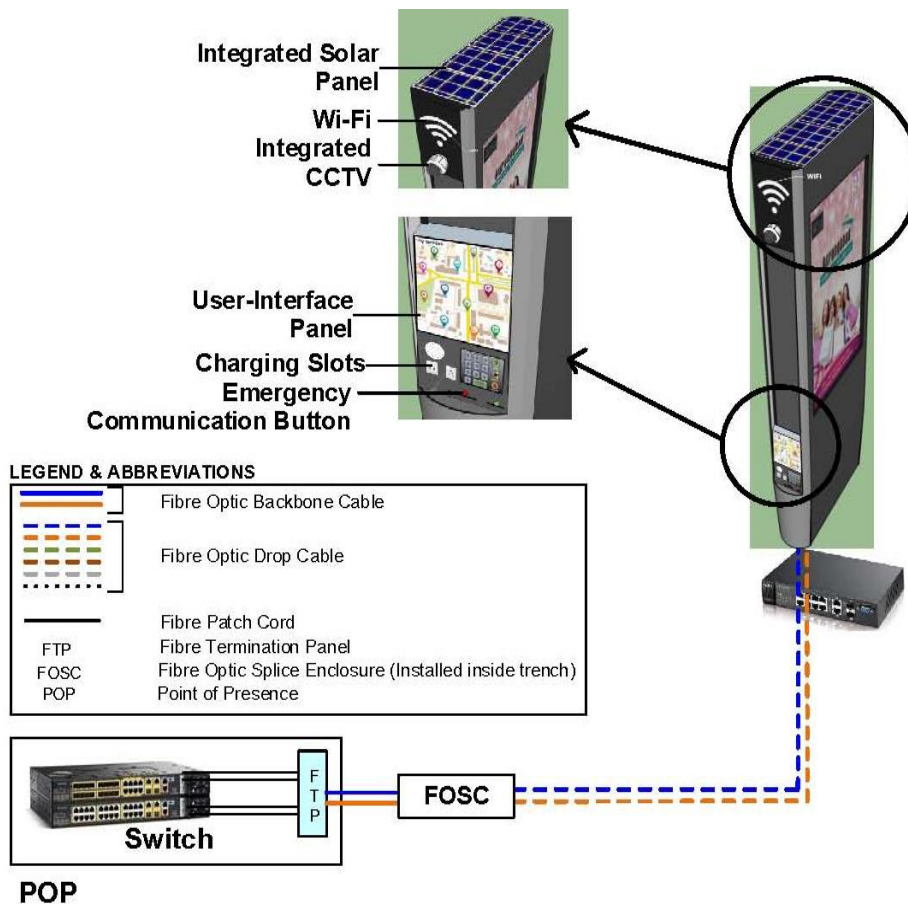 Integrated Solar
Panel
Wi-Fi
Integrated
CCTV
WiFi
User-Interface
Panel
Charging Slots
Emergency
Communication Button
LEGEND & ABBREVIATIONS
Fibre Optic Backbone Cable
Fibre Optic Drop Cable
Fibre Patch Cord
FTP Fibre Termination Panel
FOSC Fibre Optic Splice Enclosure (Installed inside trench)
POP Point of Presence
F
T
P
FOSC
Switch
POP